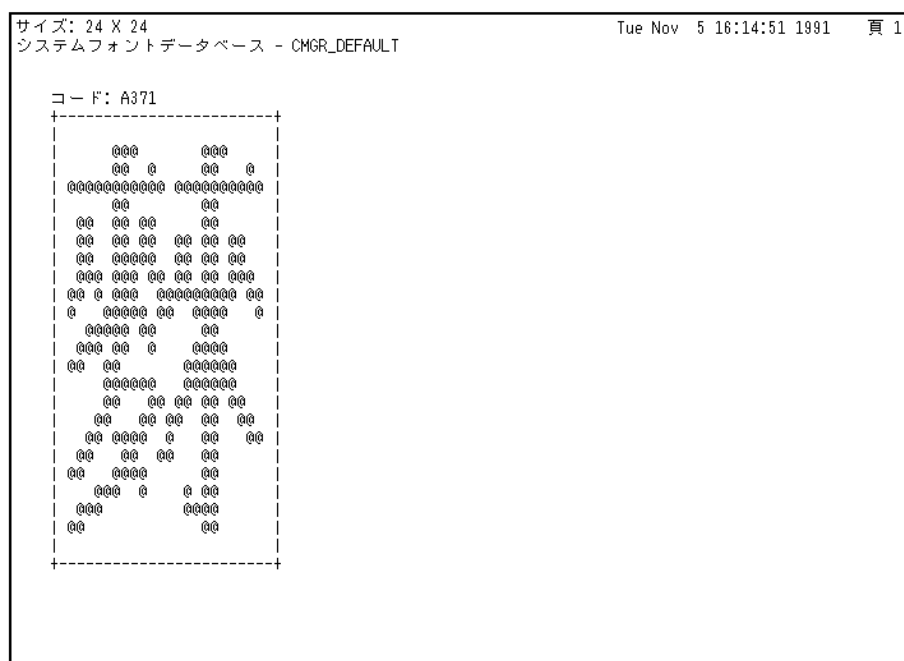 サイズ: 24 X 24 Tue Nov 5 16:14:51 1991 頁 1
システムフォントデータベース - CMGR_DEFAULT
コード: A371
+------------------------+
|                        |
|      @@@       @@@     |
|      @@  @     @@   @  |
| @@@@@@@@@@@ @@@@@@@@@@ |
|      @@        @@      |
|  @@  @@ @@     @@      |
|  @@  @@ @@  @@ @@ @@   |
|  @@  @@@@@  @@ @@ @@   |
|  @@@ @@@ @@ @@ @@ @@@  |
| @@ @ @@@  @@@@@@@@@ @@ |
| @   @@@@@ @@  @@@@   @ |
|   @@@@@ @@     @@      |
|  @@@ @@  @    @@@@     |
| @@  @@       @@@@@@    |
|     @@@@@@   @@@@@@    |
|     @@   @@ @@ @@ @@   |
|    @@   @@ @@  @@  @@  |
|   @@ @@@@  @   @@   @@ |
|  @@   @@  @@   @@      |
| @@   @@@@      @@      |
|    @@@  @    @ @@      |
|  @@@         @@@@      |
| @@             @@      |
|                        |
+------------------------+